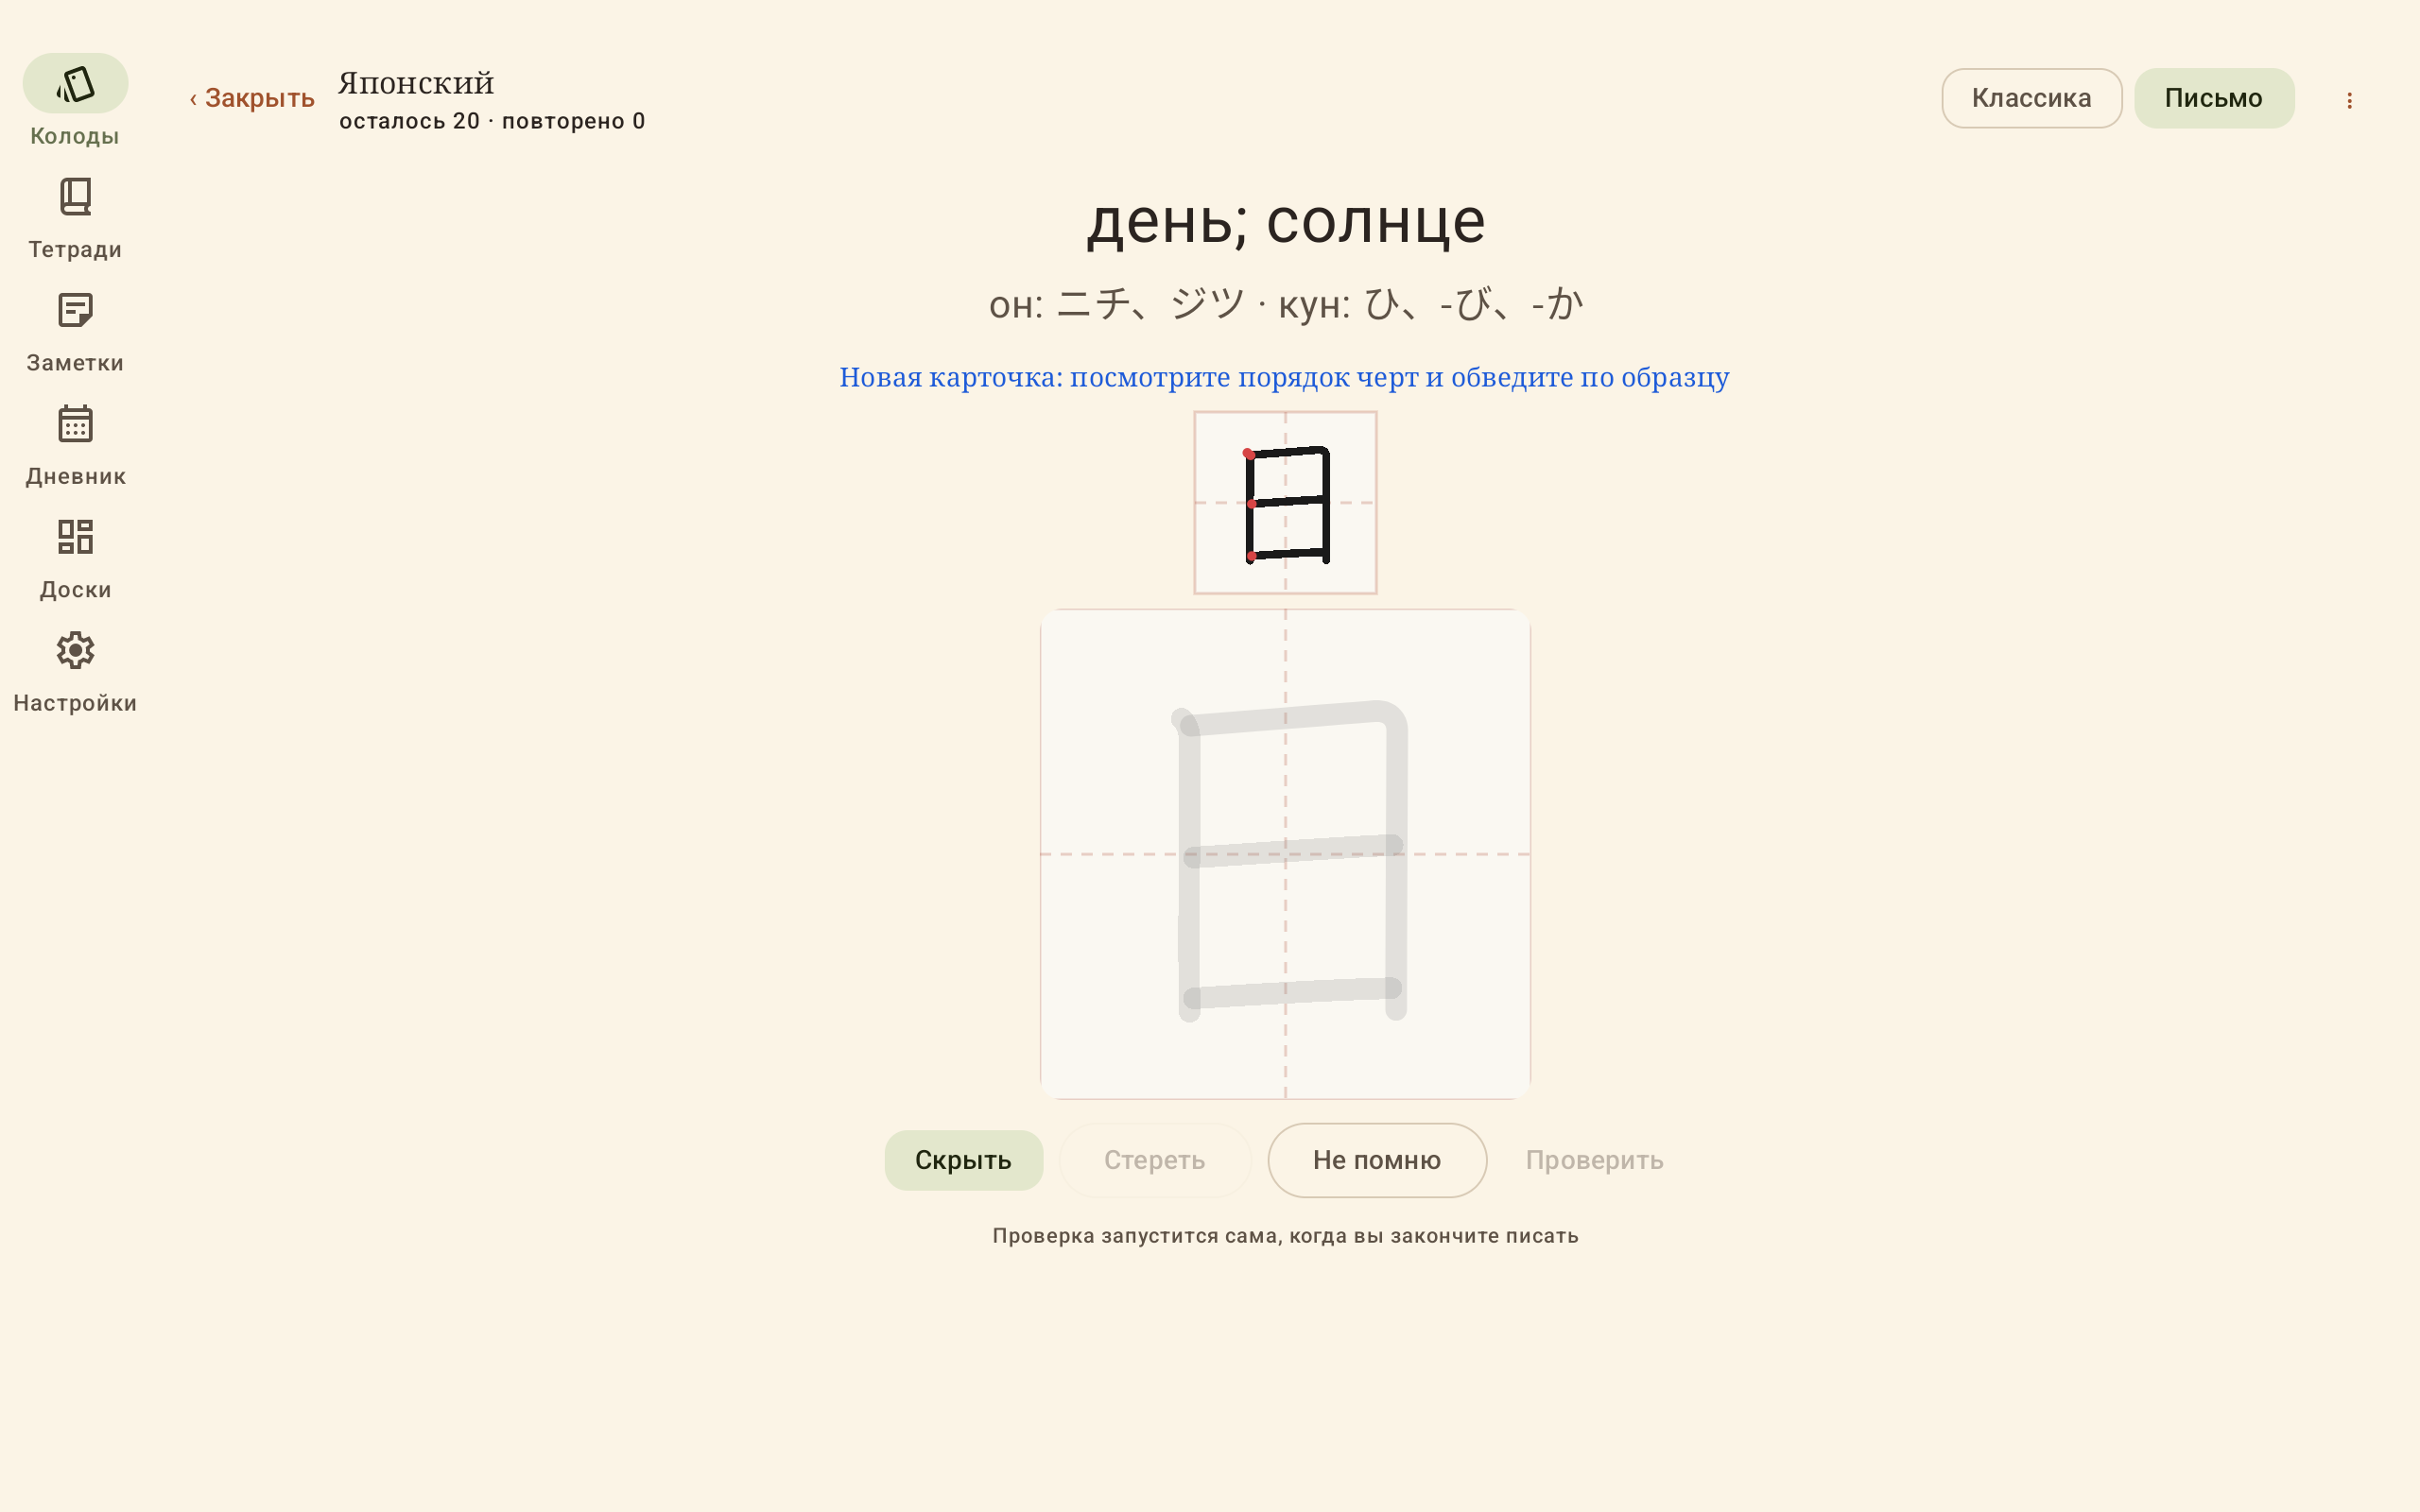 Колоды
Тетради
Заметки
Дневник
Доски
Настройки
‹ Закрыть
Японский
осталось 20 · повторено 0
Классика
Письмо
день; солнце
он: ニチ、ジツ · кун: ひ、-び、-か
Новая карточка: посмотрите порядок черт и обведите по образцу
日
日
Скрыть
Стереть
Не помню
Проверить
Проверка запустится сама, когда вы закончите писать